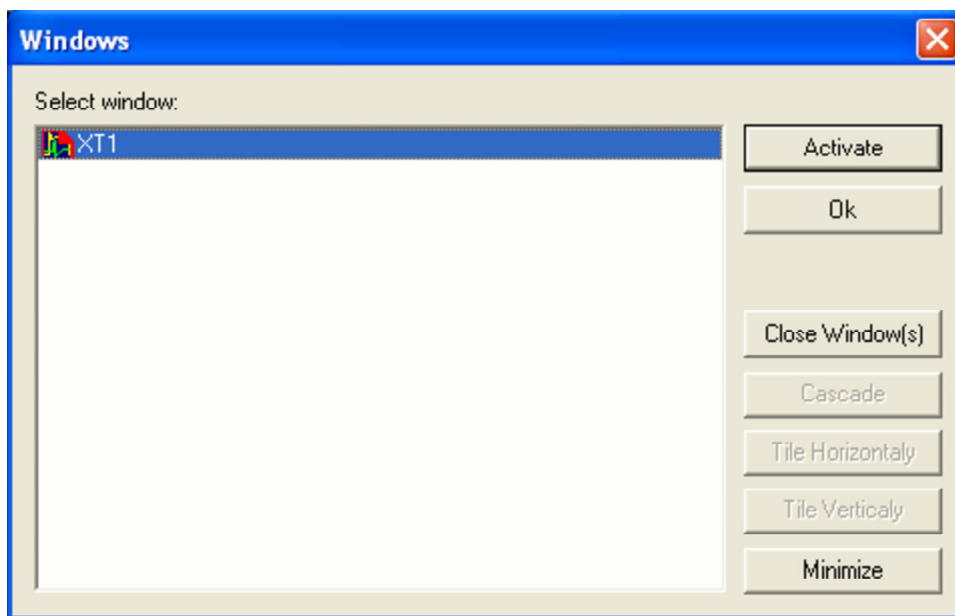 Windows
Select window:
XT1
Activate
Ok
Close Window(s)
Cascade
Tile Horizontaly
Tile Verticaly
Minimize